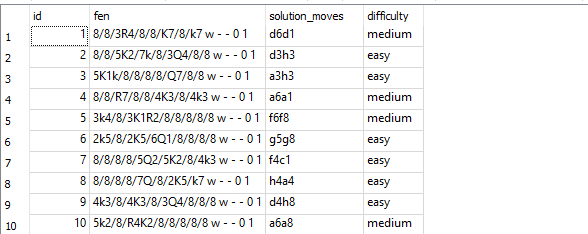 id fen solution_moves difficulty
1 1 8/8/3R4/8/8/K7/8/k7 w - - 0 1 d6d1 medium
2 2 8/8/5K2/7k/8/3Q4/8/8 w - - 0 1 d3h3 easy
3 3 5K1k/8/8/8/8/Q7/8/8 w - - 0 1 a3h3 easy
4 4 8/8/R7/8/8/4K3/8/4k3 w - - 0 1 a6a1 medium
5 5 3k4/8/3K1R2/8/8/8/8/8 w - - 0 1 f6f8 medium
6 6 2k5/8/2K5/6Q1/8/8/8/8 w - - 0 1 g5g8 easy
7 7 8/8/8/8/5Q2/5K2/8/4k3 w - - 0 1 f4c1 easy
8 8 8/8/8/8/7Q/8/2K5/k7 w - - 0 1 h4a4 easy
9 9 4k3/8/4K3/8/3Q4/8/8/8 w - - 0 1 d4h8 easy
10 10 5k2/8/R4K2/8/8/8/8/8 w - - 0 1 a6a8 medium